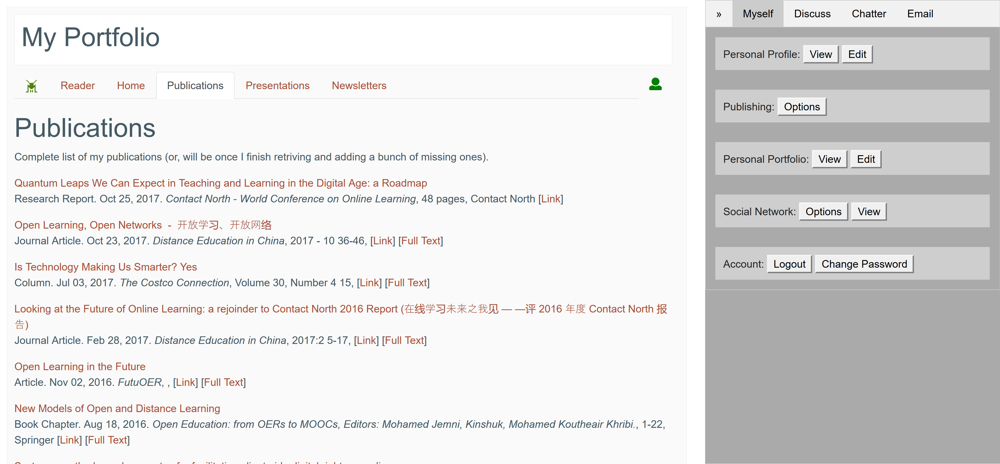 My Portfolio
Reader Home Publications Presentations Newsletters
Publications
Complete list of my publications (or, will be once I finish retriving and adding a bunch of missing ones).
Quantum Leaps We Can Expect in Teaching and Learning in the Digital Age: a Roadmap
Research Report. Oct 25, 2017. Contact North - World Conference on Online Learning, 48 pages, Contact North [Link]
Open Learning, Open Networks - 开放学习、开放网络
Journal Article. Oct 23, 2017. Distance Education in China, 2017 - 10 36-46, [Link] [Full Text]
Is Technology Making Us Smarter? Yes
Column. Jul 03, 2017. The Costco Connection, Volume 30, Number 4 15, [Link] [Full Text]
Looking at the Future of Online Learning: a rejoinder to Contact North 2016 Report (在线学习未来之我见 — —评 2016 年度 Contact North 报
告)
Journal Article. Feb 28, 2017. Distance Education in China, 2017:2 5-17, [Link] [Full Text]
Open Learning in the Future
Article. Nov 02, 2016. FutuOER, , [Link] [Full Text]
New Models of Open and Distance Learning
Book Chapter. Aug 18, 2016. Open Education: from OERs to MOOCs, Editors: Mohamed Jemni, Kinshuk, Mohamed Koutheair Khribi., 1-22,
Springer [Link] [Full Text]
» Myself Discuss Chatter Email
Personal Profile: View Edit
Publishing: Options
Personal Portfolio: View Edit
Social Network: Options View
Account: Logout Change Password